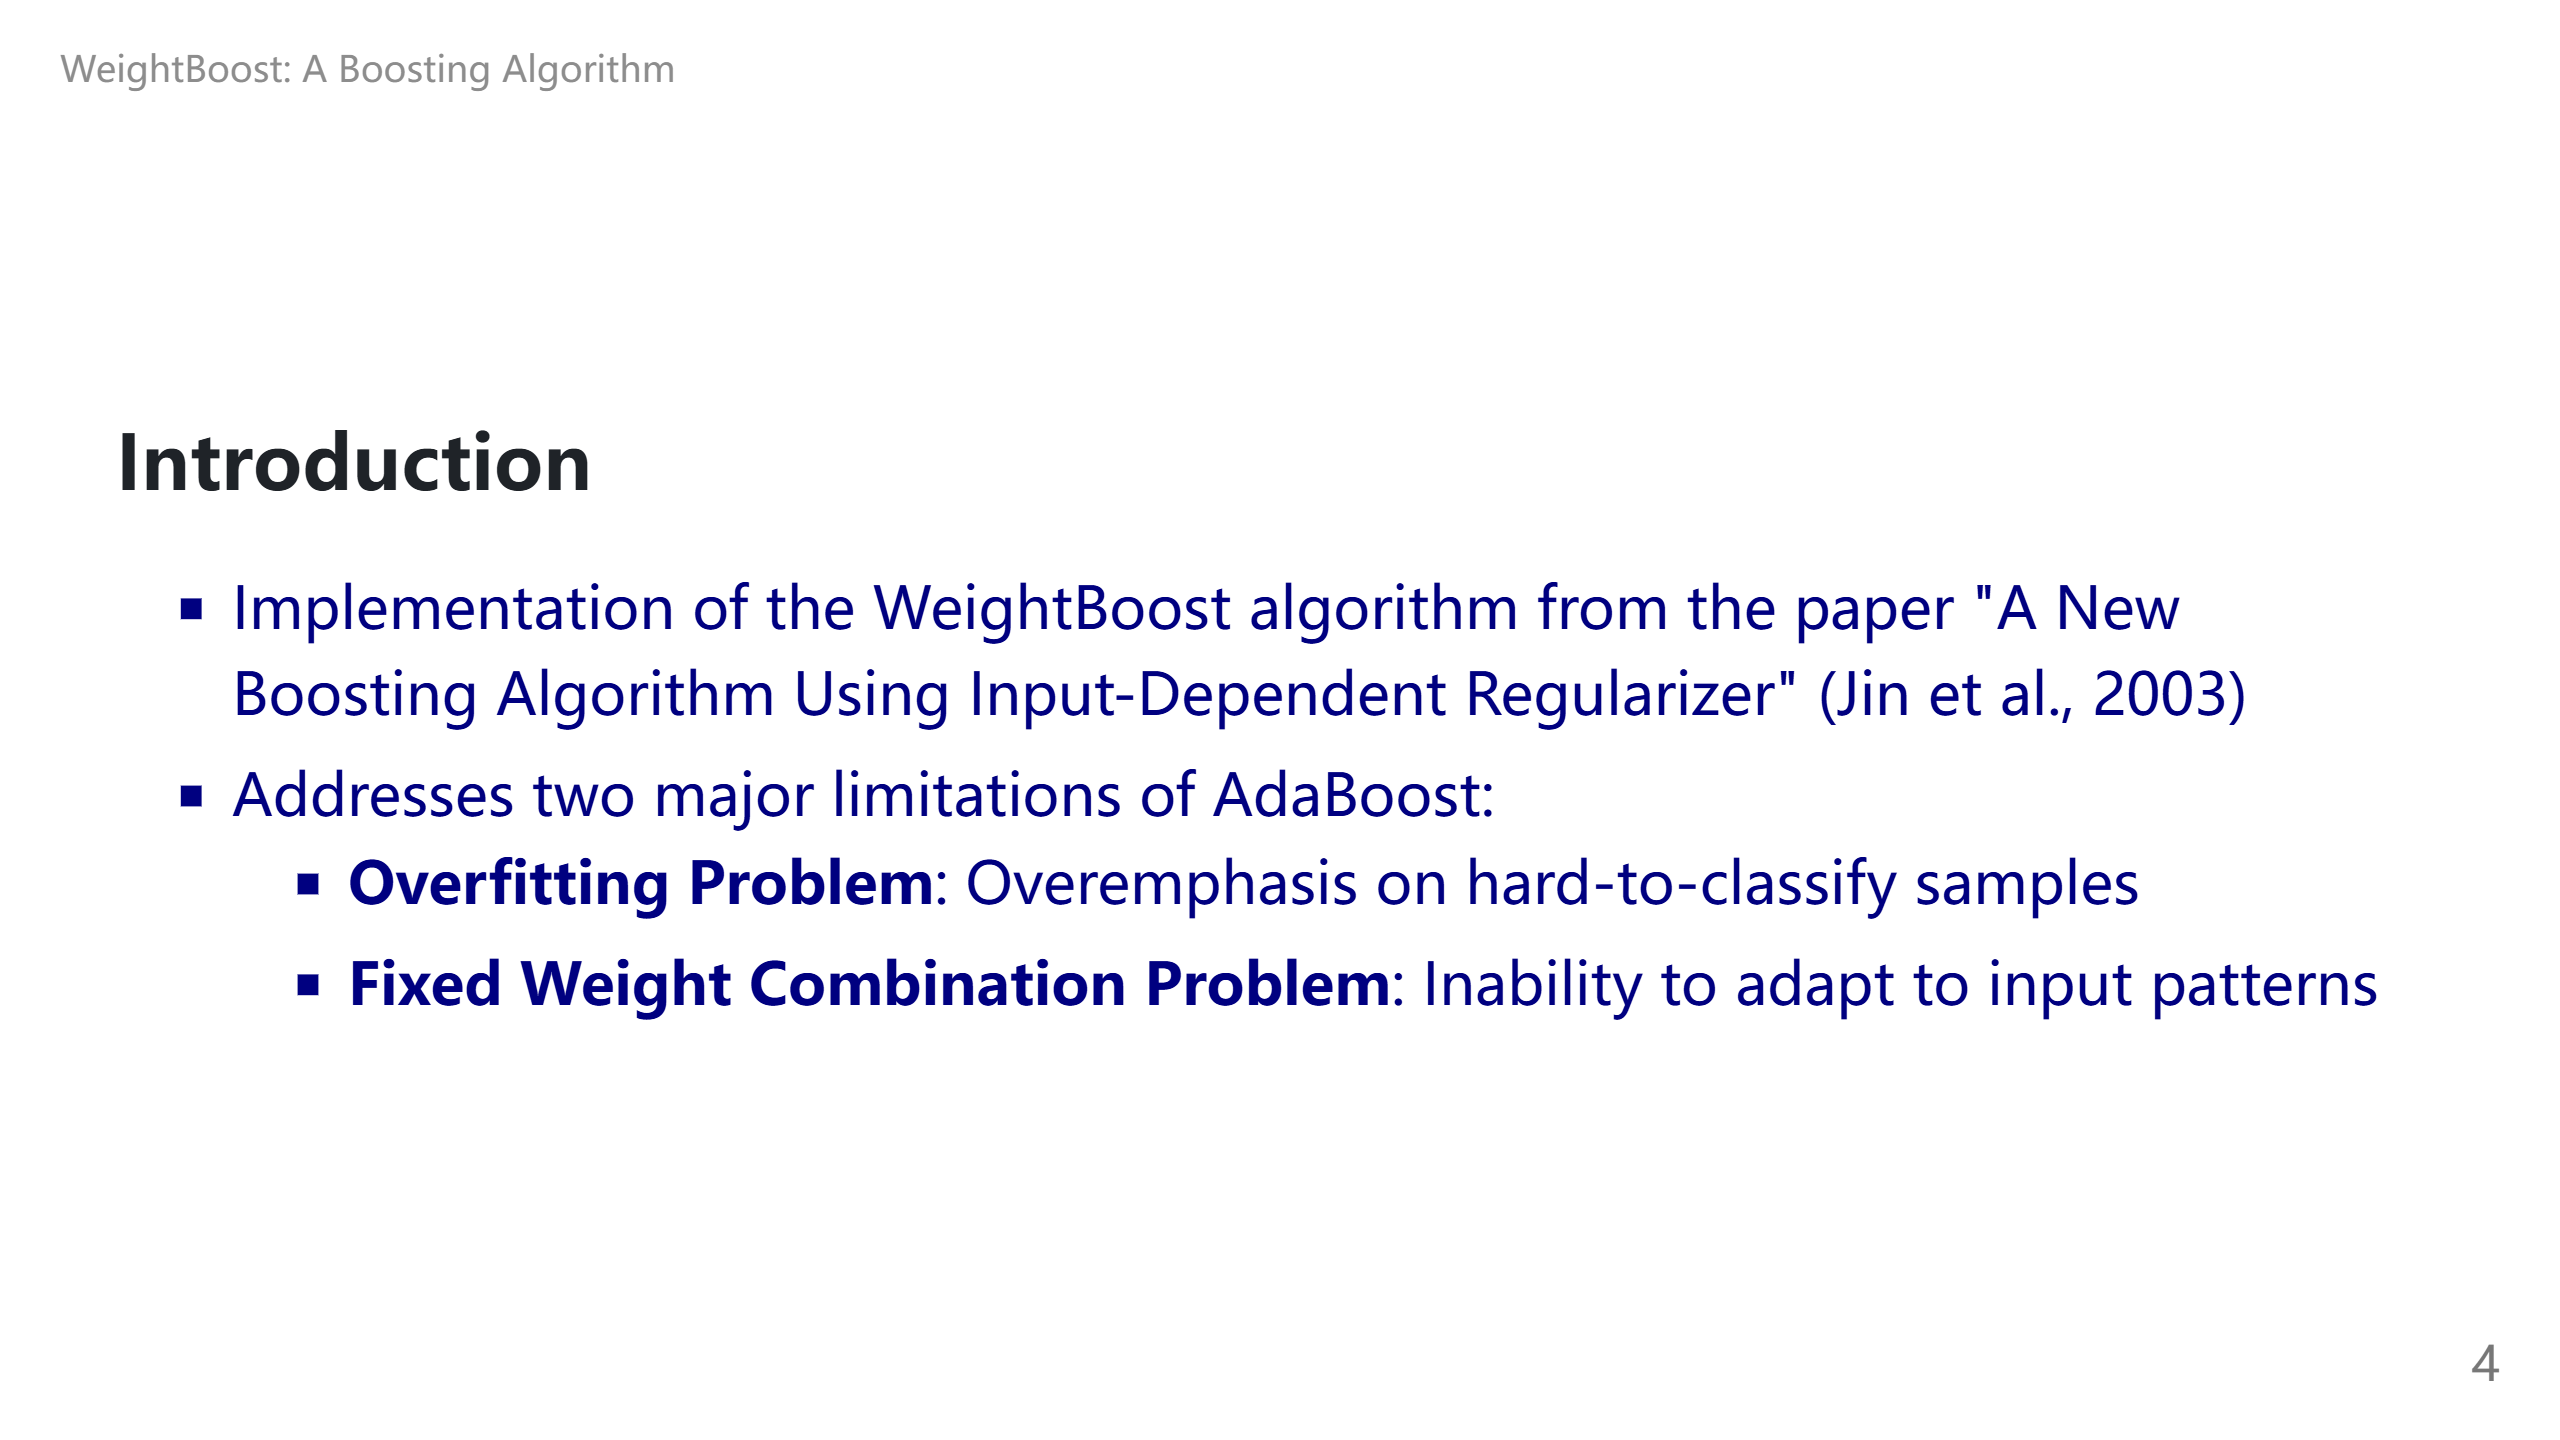 WeightBoost: A Boosting Algorithm
Introduction
▪ Implementation of the WeightBoost algorithm from the paper "A New
Boosting Algorithm Using Input-Dependent Regularizer" (Jin et al., 2003)
▪ Addresses two major limitations of AdaBoost:
▪ Overfitting Problem: Overemphasis on hard-to-classify samples
▪ Fixed Weight Combination Problem: Inability to adapt to input patterns
4